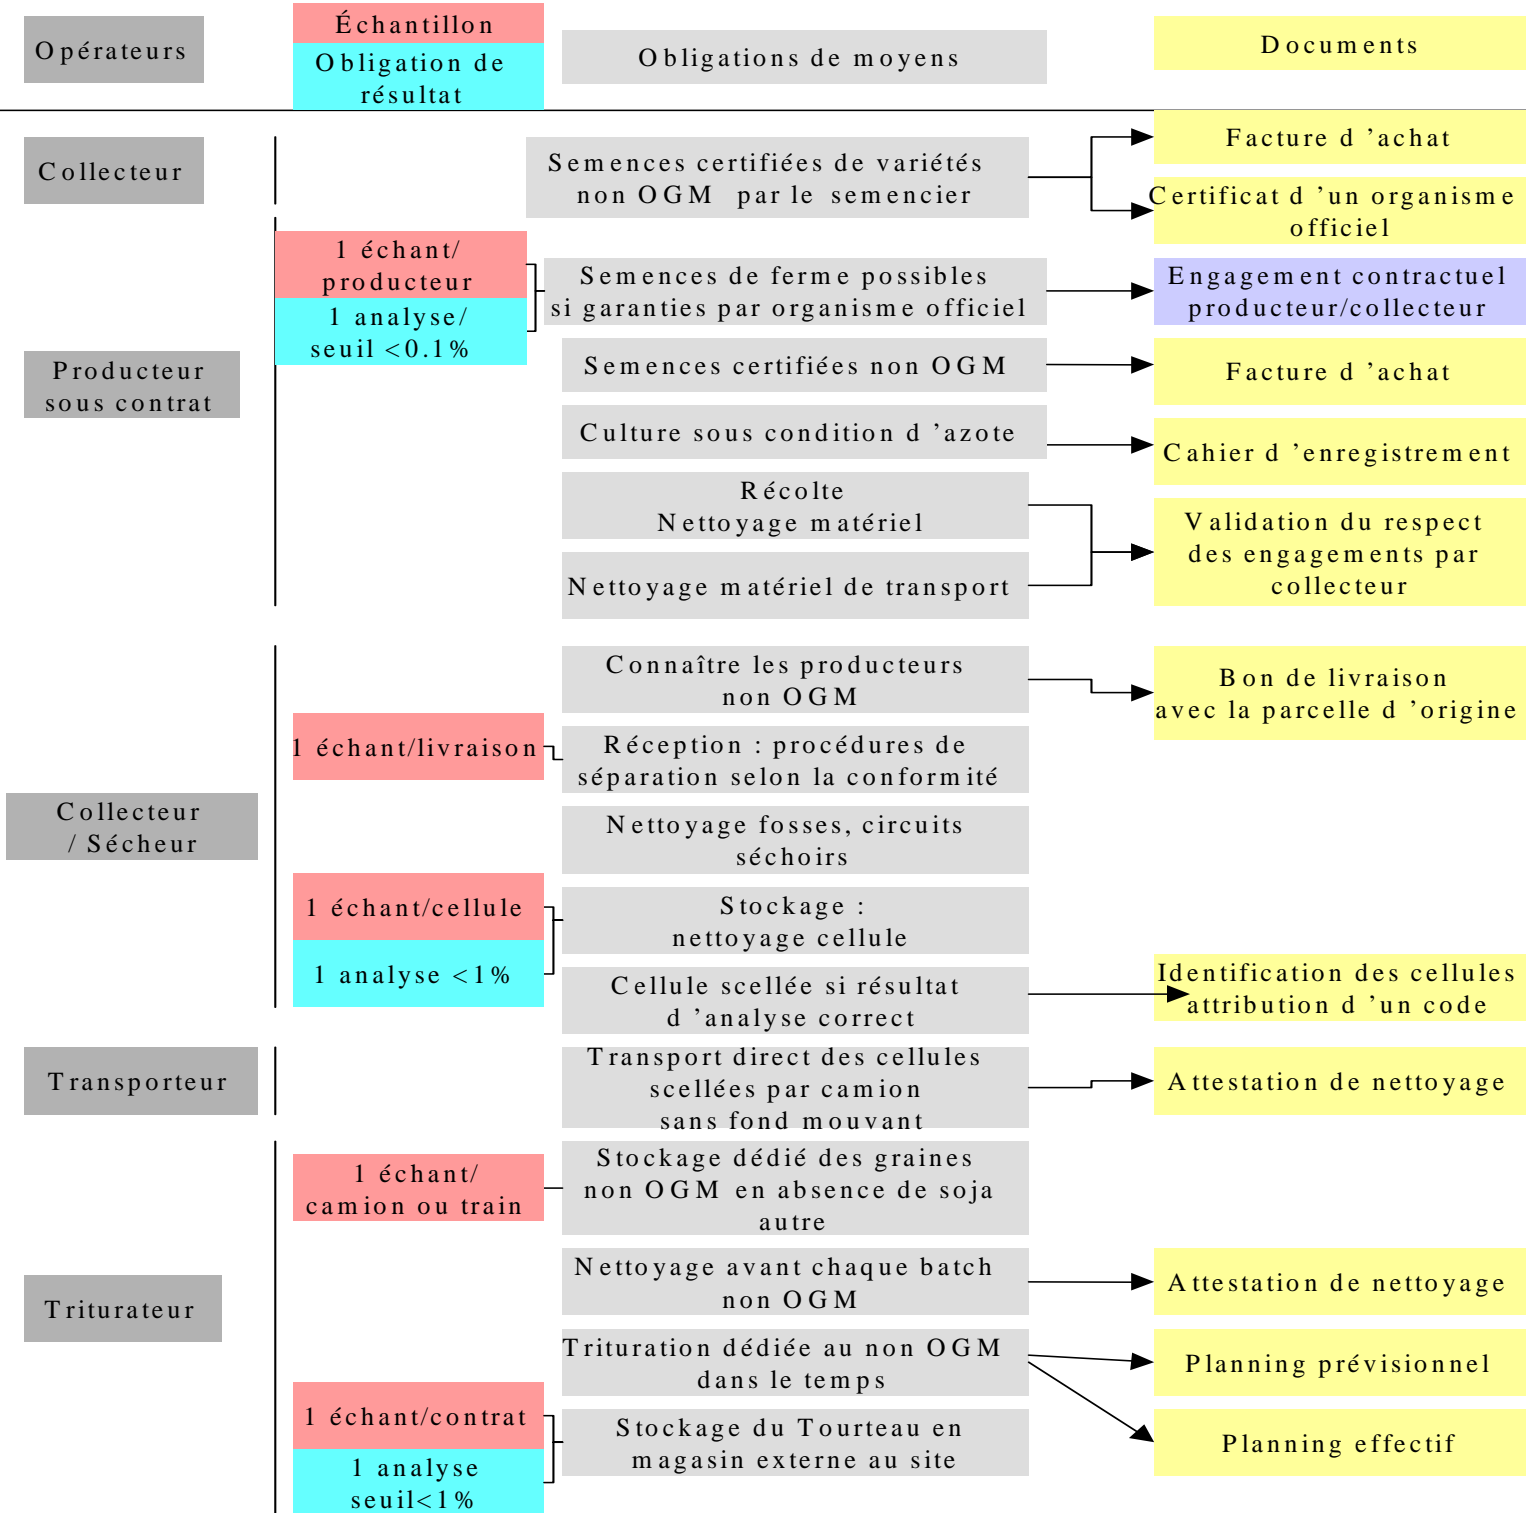 Opérateurs
Échantillon
Obligation de
résultat
Obligations de moyens
Documents
Collecteur
Semences certifiées de variétés
non OGM par le semencier
Facture d ’achat
Certificat d ’un organisme
officiel
Producteur
sous contrat
1 échant/
producteur
1 analyse/
seuil <0.1%
Semences de ferme possibles
si garanties par organisme officiel
Engagement contractuel
producteur/collecteur
Semences certifiées non OGM
Facture d ’achat
Culture sous condition d ’azote
Cahier d ’enregistrement
Récolte
Nettoyage matériel
Nettoyage matériel de transport
Validation du respect
des engagements par
collecteur
Collecteur
/ Sécheur
Connaître les producteurs
non OGM
Bon de livraison
avec la parcelle d ’origine
1 échant/livraison
Réception : procédures de
séparation selon la conformité
Nettoyage fosses, circuits
séchoirs
1 échant/cellule
1 analyse <1%
Stockage :
nettoyage cellule
Cellule scellée si résultat
d ’analyse correct
Identification des cellules
attribution d ’un code
Transporteur
Transport direct des cellules
scellées par camion
sans fond mouvant
Attestation de nettoyage
Triturateur
1 échant/
camion ou train
Stockage dédié des graines
non OGM en absence de soja
autre
Nettoyage avant chaque batch
non OGM
Attestation de nettoyage
Trituration dédiée au non OGM
dans le temps
Planning prévisionnel
Planning effectif
1 échant/contrat
1 analyse
seuil<1%
Stockage du Tourteau en
magasin externe au site